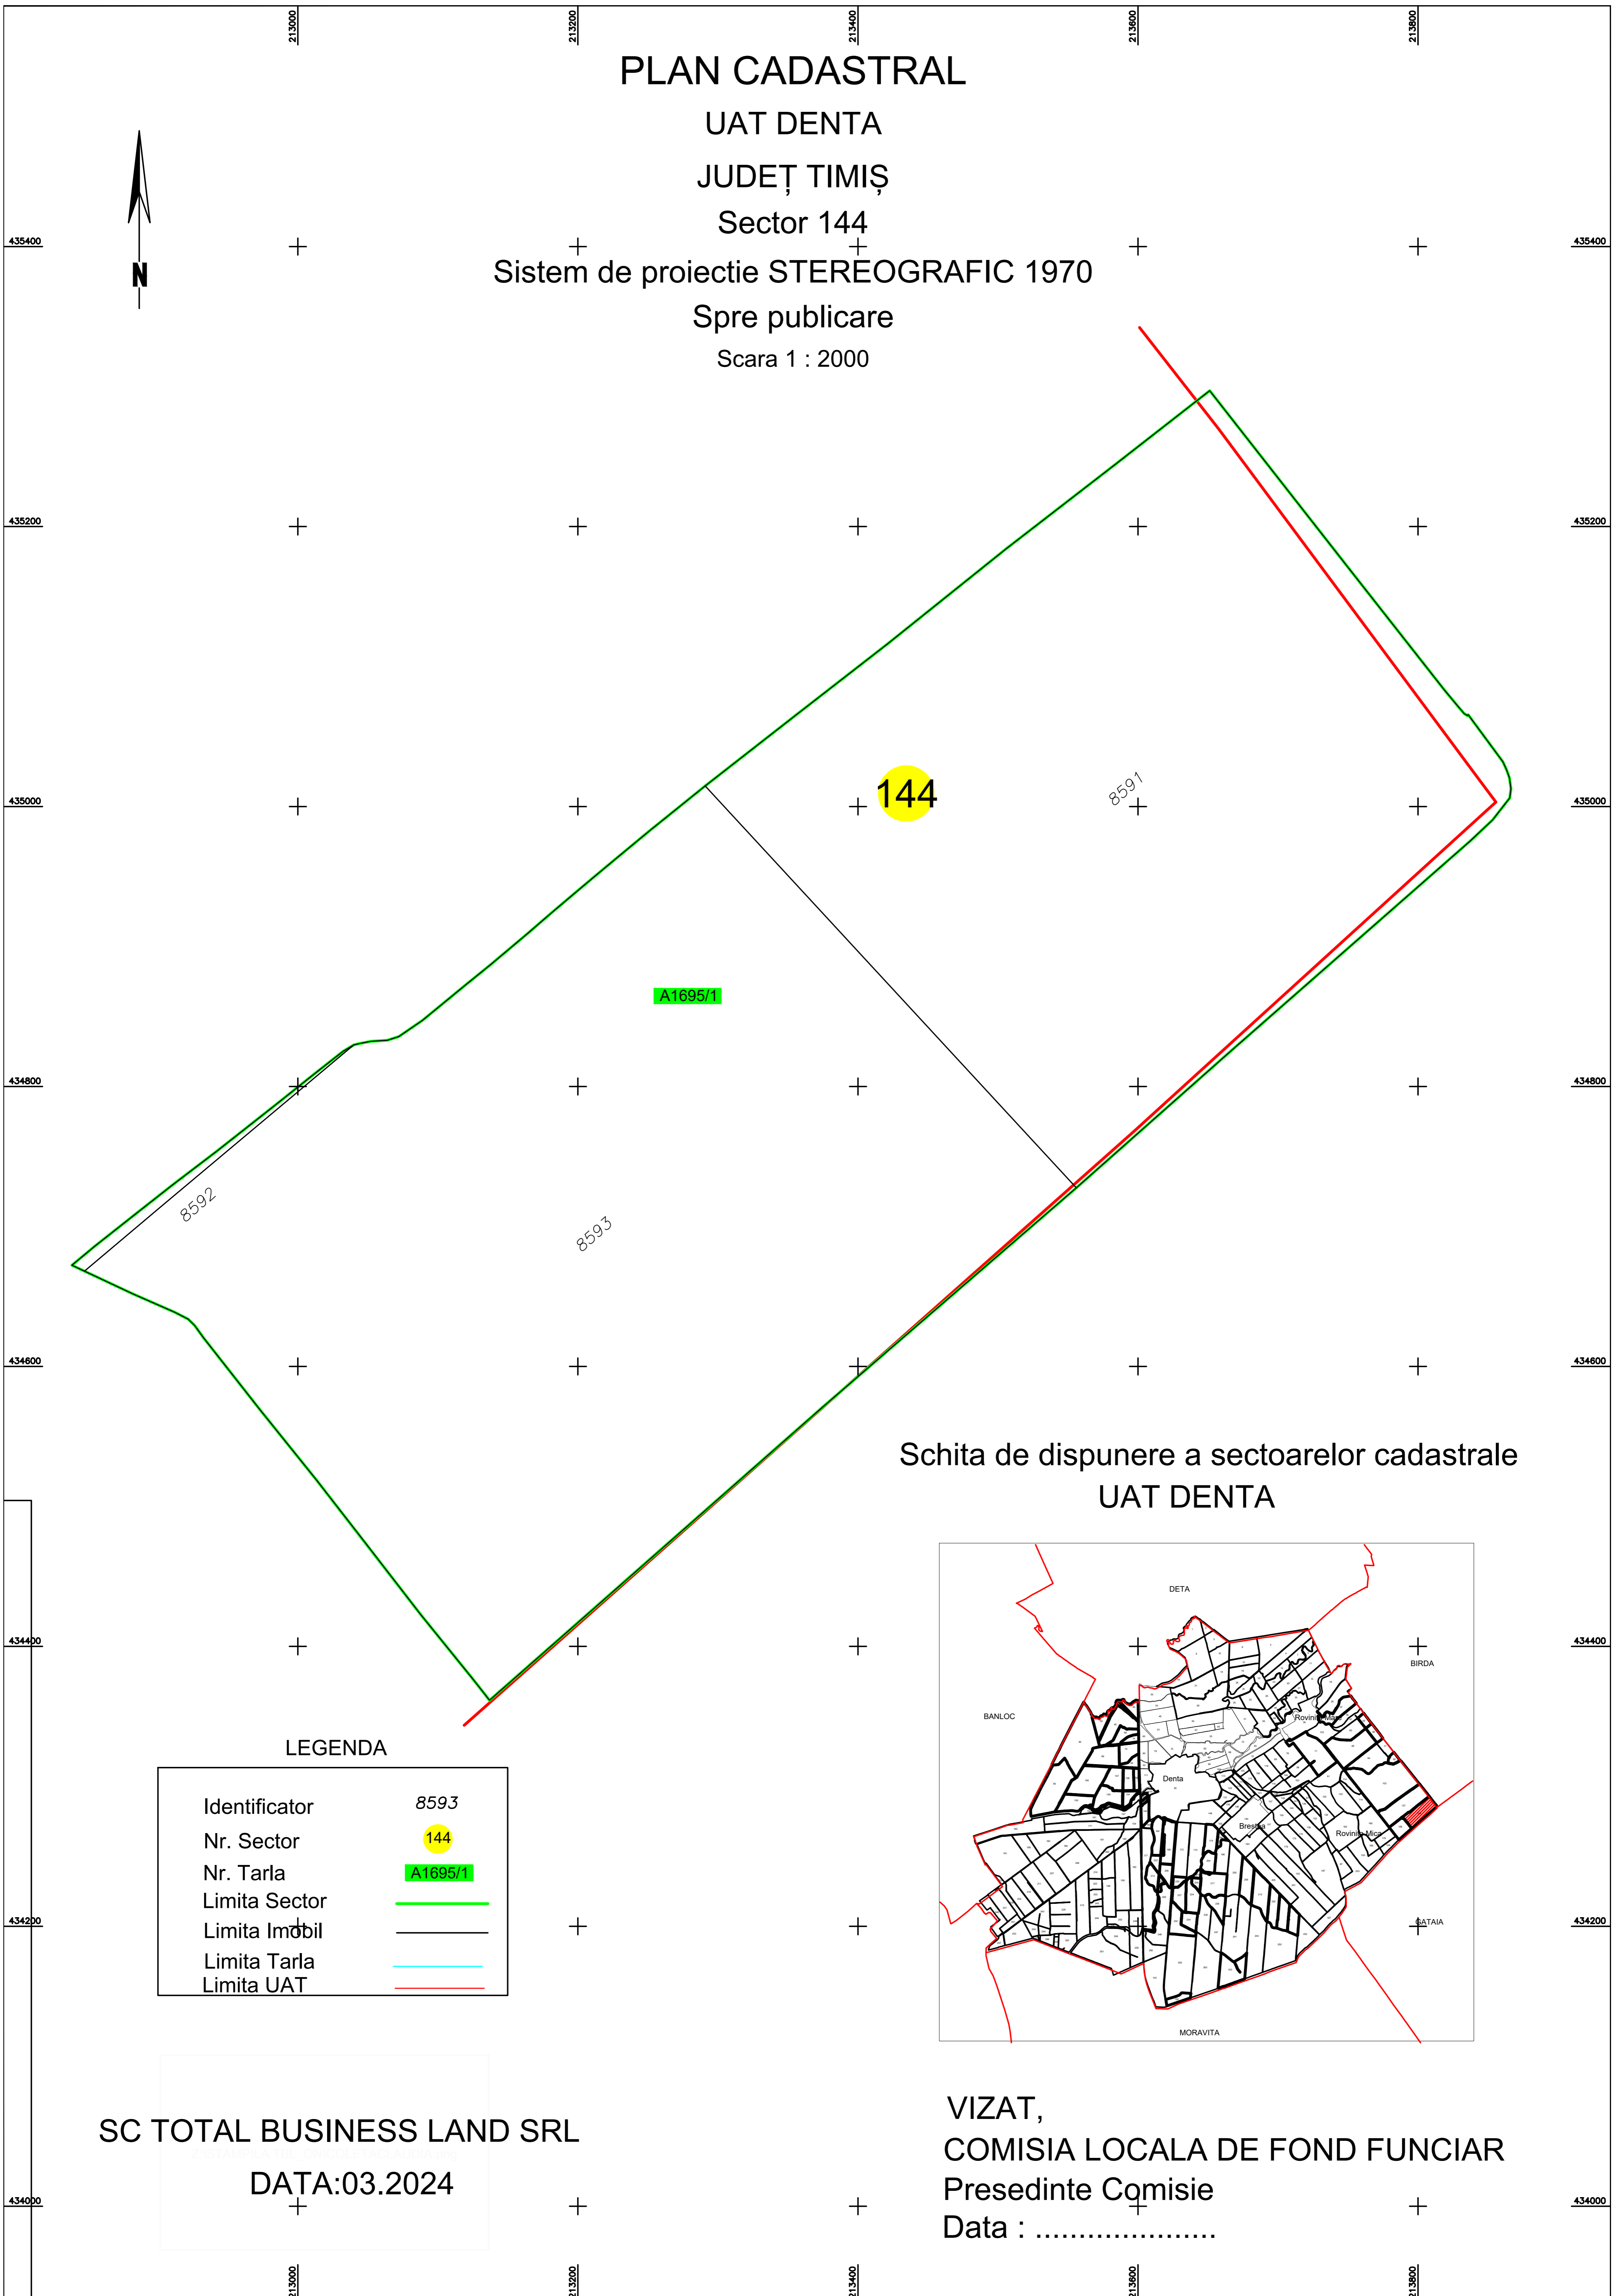 213000
213200
213400
213600
213800
PLAN CADASTRAL
UAT DENTA
JUDEȚ TIMIȘ
Sector 144
Sistem de proiectie STEREOGRAFIC 1970
Spre publicare
Scara 1 : 2000
N
435400
435400
435200
435200
144
8591
435000
435000
A1695/1
434800
434800
8592
8593
434600
434600
Schita de dispunere a sectoarelor cadastrale
UAT DENTA
DETA
BIRDA
BANLOC
Rovinita Mare
Denta
Brestea
Rovinita Mica
GATAIA
MORAVITA
434400
434400
LEGENDA
Identificator 8593
Nr. Sector 144
Nr. Tarla A1695/1
Limita Sector
Limita Imobil
Limita Tarla
Limita UAT
434200
434200
SC TOTAL BUSINESS LAND SRL
DATA:03.2024
VIZAT,
COMISIA LOCALA DE FOND FUNCIAR
Presedinte Comisie
Data : .....................
434000
434000
213000
213200
213400
213600
213800